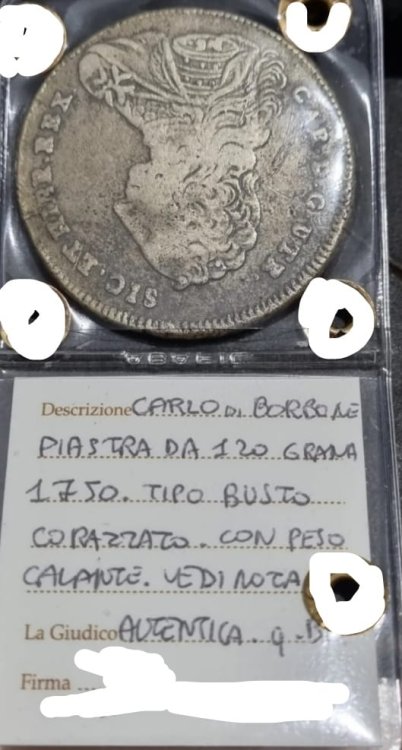 CAR·D·G·UTR·
SIC·ET·HIER·REX
Descrizione CARLO DI BORBONE
PIASTRA DA 120 GRANA
1750. TIPO BUSTO
CORAZZATO. CON PESO
CALANTE. VEDI NOTA
La Giudico AUTENTICA. q.B
Firma